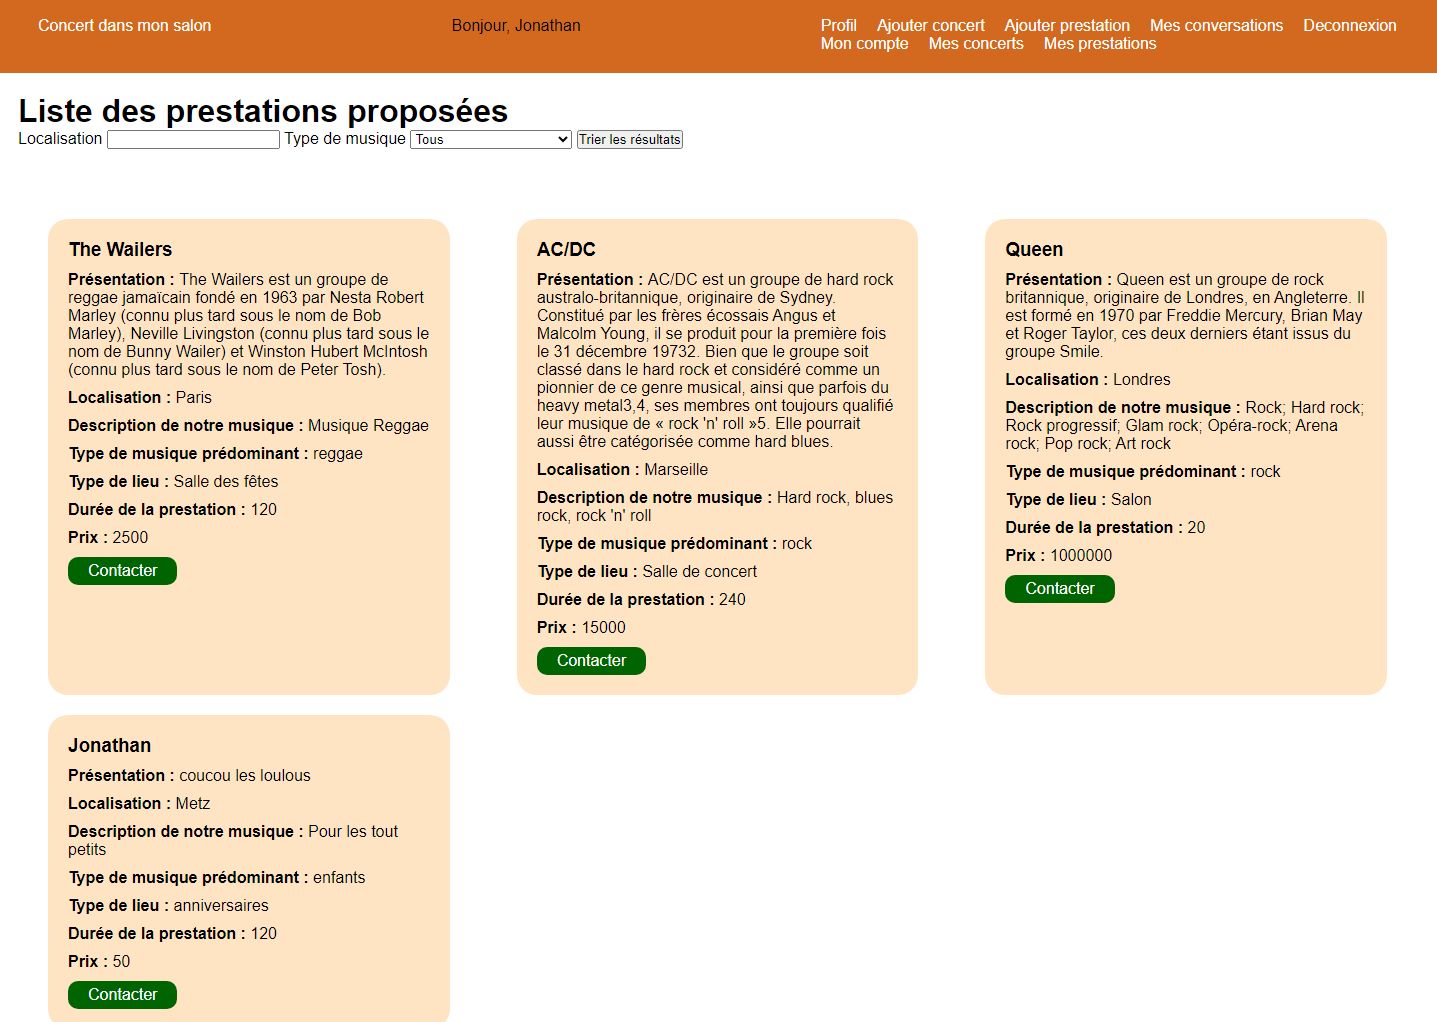 Concert dans mon salon
Bonjour, Jonathan
Profil Ajouter concert Ajouter prestation Mes conversations Deconnexion
Mon compte Mes concerts Mes prestations
Liste des prestations proposées
Localisation Type de musique Tous Trier les résultats
The Wailers
Présentation : The Wailers est un groupe de
reggae jamaïcain fondé en 1963 par Nesta Robert
Marley (connu plus tard sous le nom de Bob
Marley), Neville Livingston (connu plus tard sous le
nom de Bunny Wailer) et Winston Hubert McIntosh
(connu plus tard sous le nom de Peter Tosh).
Localisation : Paris
Description de notre musique : Musique Reggae
Type de musique prédominant : reggae
Type de lieu : Salle des fêtes
Durée de la prestation : 120
Prix : 2500
Contacter
AC/DC
Présentation : AC/DC est un groupe de hard rock
australo-britannique, originaire de Sydney.
Constitué par les frères écossais Angus et
Malcolm Young, il se produit pour la première fois
le 31 décembre 19732. Bien que le groupe soit
classé dans le hard rock et considéré comme un
pionnier de ce genre musical, ainsi que parfois du
heavy metal3,4, ses membres ont toujours qualifié
leur musique de « rock 'n' roll »5. Elle pourrait
aussi être catégorisée comme hard blues.
Localisation : Marseille
Description de notre musique : Hard rock, blues
rock, rock 'n' roll
Type de musique prédominant : rock
Type de lieu : Salle de concert
Durée de la prestation : 240
Prix : 15000
Contacter
Queen
Présentation : Queen est un groupe de rock
britannique, originaire de Londres, en Angleterre. Il
est formé en 1970 par Freddie Mercury, Brian May
et Roger Taylor, ces deux derniers étant issus du
groupe Smile.
Localisation : Londres
Description de notre musique : Rock; Hard rock;
Rock progressif; Glam rock; Opéra-rock; Arena
rock; Pop rock; Art rock
Type de musique prédominant : rock
Type de lieu : Salon
Durée de la prestation : 20
Prix : 1000000
Contacter
Jonathan
Présentation : coucou les loulous
Localisation : Metz
Description de notre musique : Pour les tout
petits
Type de musique prédominant : enfants
Type de lieu : anniversaires
Durée de la prestation : 120
Prix : 50
Contacter